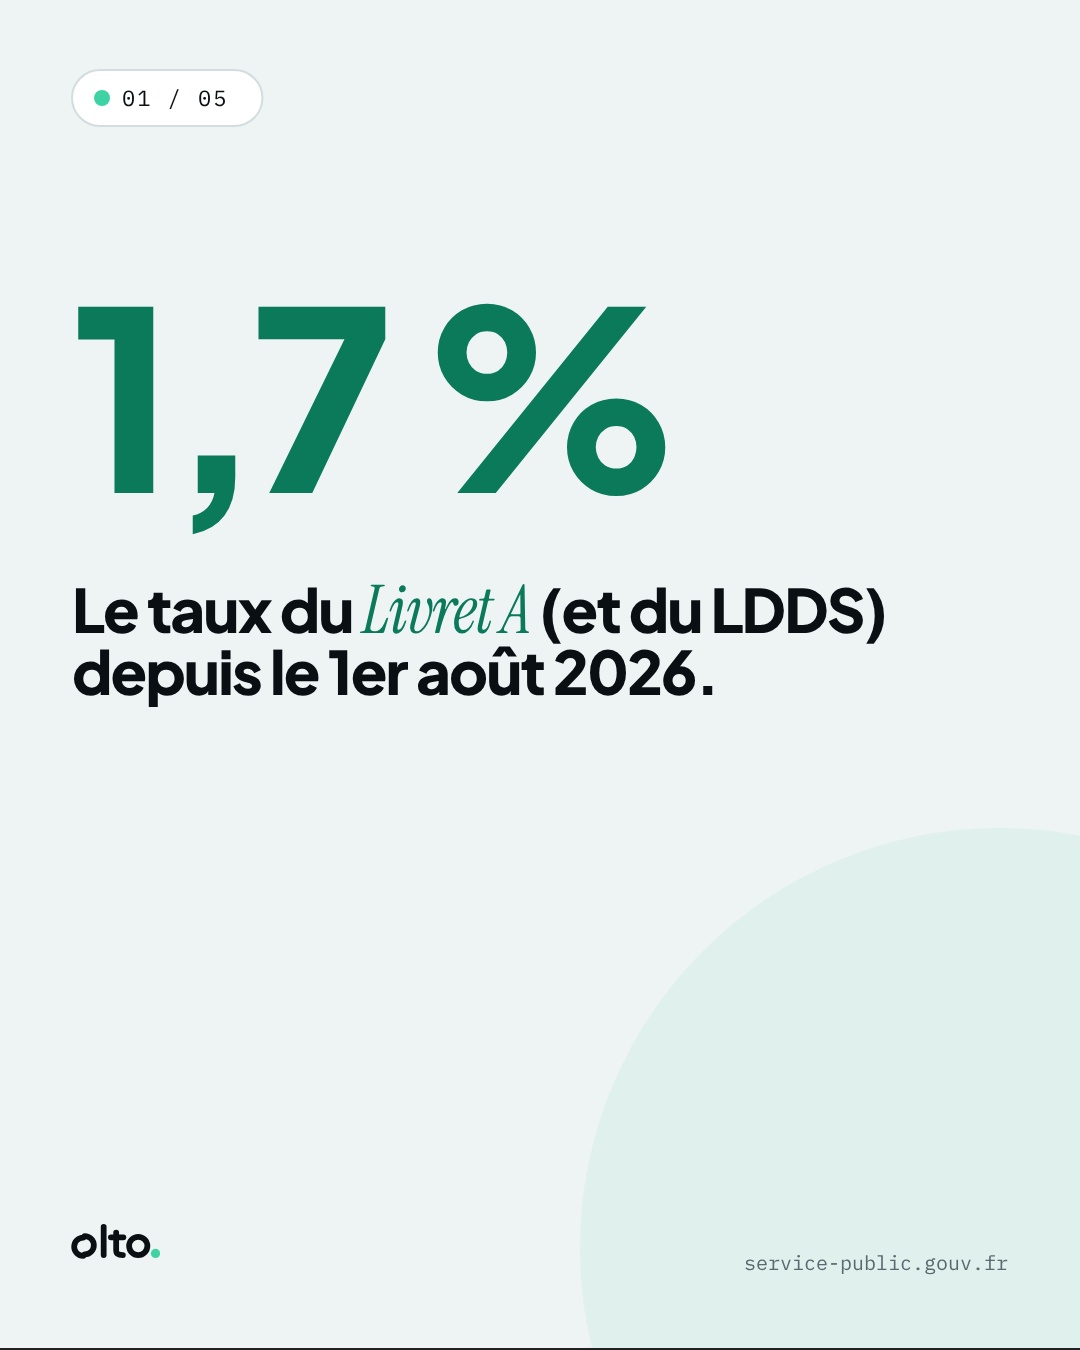 01 / 05
1,7 %
Le taux du Livret A (et du LDDS)
depuis le 1er août 2026.
olto.
service-public.gouv.fr